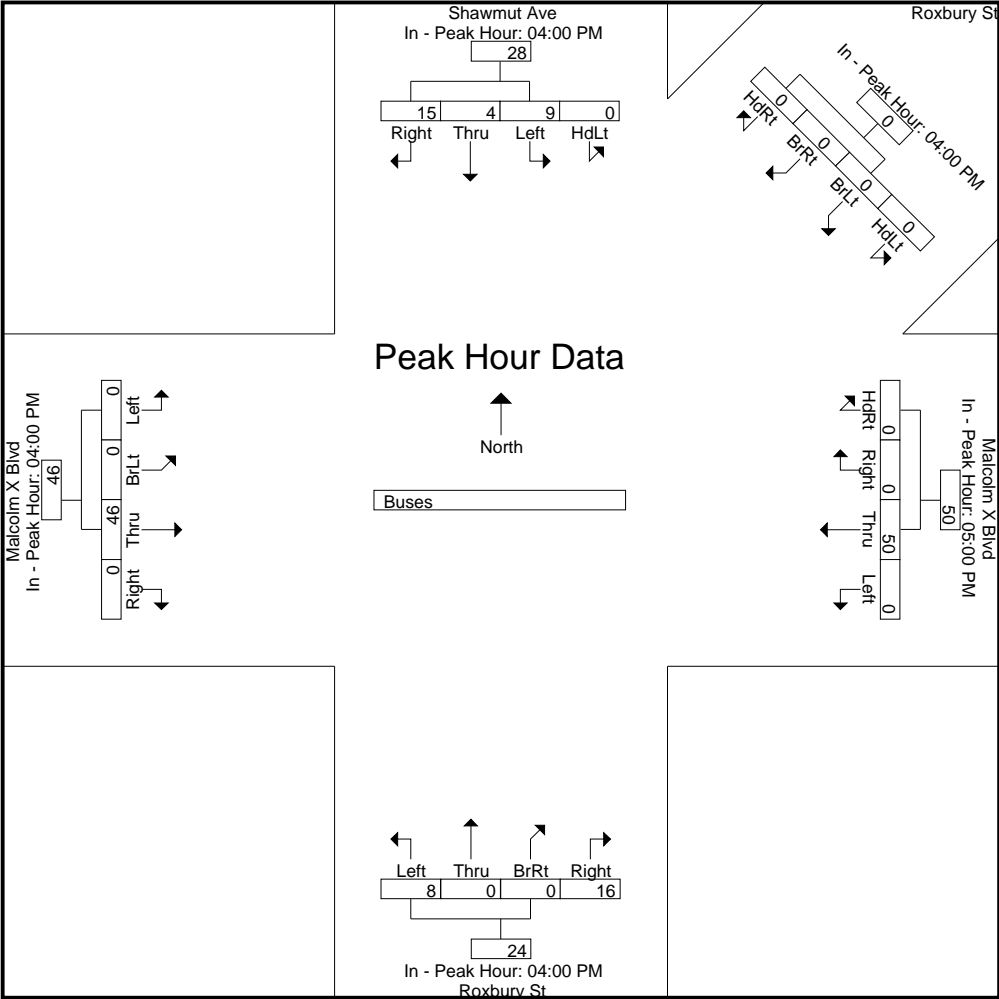 Shawmut Ave
In - Peak Hour: 04:00 PM
28
15 4 9 0
Right Thru Left HdLt
Roxbury St
In - Peak Hour: 04:00 PM
0
0 0 0 0
HdRt BrRt BrLt HdLt
Peak Hour Data
North
Buses
Malcolm X Blvd
In - Peak Hour: 04:00 PM
46
0 0 46 0
Left BrLt Thru Right
Malcolm X Blvd
In - Peak Hour: 05:00 PM
50
0 0 50 0
HdRt Right Thru Left
Left Thru BrRt Right
8 0 0 16
24
In - Peak Hour: 04:00 PM
Roxbury St